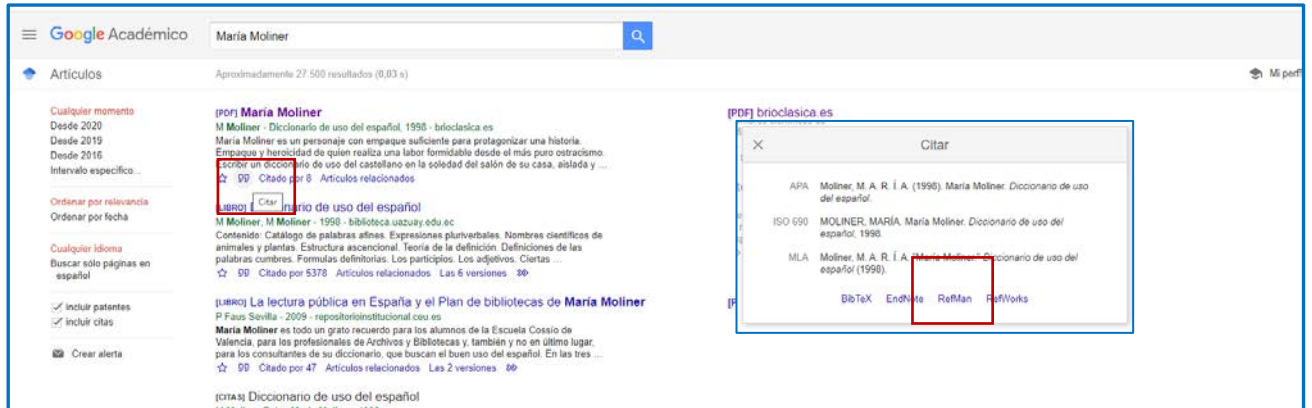 Google Académico
María Moliner
Artículos
Aproximadamente 27.500 resultados (0,03 s)
Mi perfil
Cualquier momento
Desde 2020
Desde 2019
Desde 2016
Intervalo específico...
Ordenar por relevancia
Ordenar por fecha
Cualquier idioma
Buscar sólo páginas en
español
incluir patentes
incluir citas
Crear alerta
[PDF] María Moliner
M Moliner - Diccionario de uso del español, 1998 - brioclasica.es
María Moliner es un personaje con empaque suficiente para protagonizar una historia.
Empaque y heroicidad de quien realiza una labor formidable desde el más puro ostracismo.
Escribir un diccionario de uso del castellano en la soledad del salón de su casa, aislada y ...
Citado por 8 Artículos relacionados
Citar
[LIBRO] Diccionario de uso del español
M Moliner, M Moliner - 1998 - biblioteca.uazuay.edu.ec
Contenido: Catálogo de palabras afines. Expresiones pluriverbales. Nombres científicos de
animales y plantas. Estructura ascencional. Teoría de la definición. Definiciones de las
palabras cumbres. Formulas definitorias. Los participios. Los adjetivos. Ciertas ...
Citado por 5378 Artículos relacionados Las 6 versiones
[LIBRO] La lectura pública en España y el Plan de bibliotecas de María Moliner
P Faus Sevilla - 2009 - repositorioinstitucional.ceu.es
María Moliner es todo un grato recuerdo para los alumnos de la Escuela Cossío de
Valencia, para los profesionales de Archivos y Bibliotecas y, también y no en último lugar,
para los consultantes de su diccionario, que buscan el buen uso del español. En las tres ...
Citado por 47 Artículos relacionados Las 2 versiones
[CITAS] Diccionario de uso del español
[PDF] brioclasica.es
Citar
APA Moliner, M. A. R. Í. A. (1998). María Moliner. Diccionario de uso
del español.
ISO 690 MOLINER, MARÍA. María Moliner. Diccionario de uso del
español, 1998.
MLA Moliner, M. A. R. Í. A. "María Moliner." Diccionario de uso del
español (1998).
BibTeX EndNote RefMan RefWorks